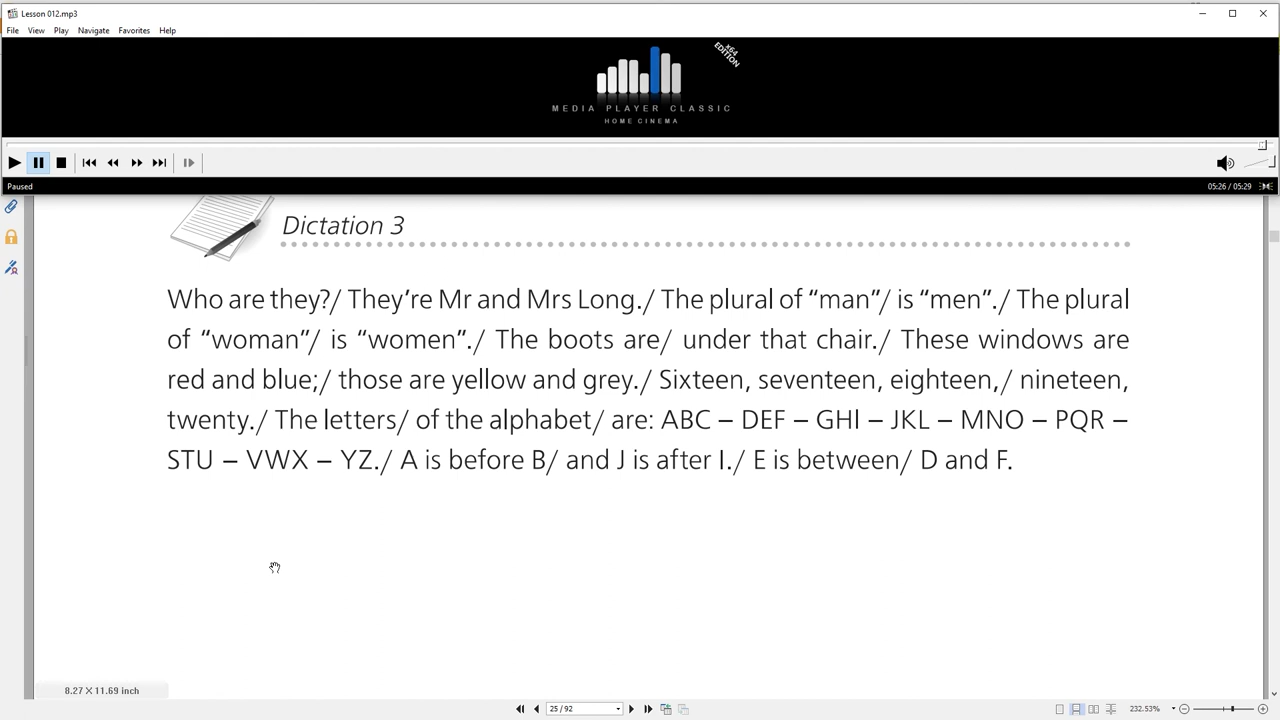 Lesson 012.mp3
File View Play Navigate Favorites Help
x64
EDITION
MEDIA PLAYER CLASSIC
HOME CINEMA
Paused
05:26 / 05:29
Dictation 3
Who are they?/ They’re Mr and Mrs Long./ The plural of “man”/ is “men”./ The plural
of “woman”/ is “women”./ The boots are/ under that chair./ These windows are
red and blue;/ those are yellow and grey./ Sixteen, seventeen, eighteen,/ nineteen,
twenty./ The letters/ of the alphabet/ are: ABC – DEF – GHI – JKL – MNO – PQR –
STU – VWX – YZ./ A is before B/ and J is after I./ E is between/ D and F.
8.27 X 11.69 inch
25 / 92
232.53%